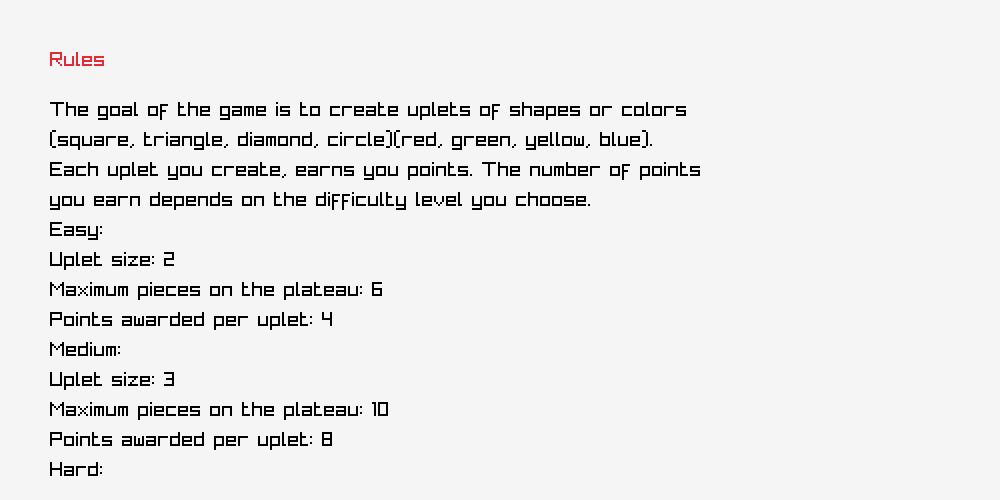 Rules
The goal of the game is to create uplets of shapes or colors
(square, triangle, diamond, circle)(red, green, yellow, blue).
Each uplet you create, earns you points. The number of points
you earn depends on the difficulty level you choose.
Easy:
Uplet size: 2
Maximum pieces on the plateau: 6
Points awarded per uplet: 4
Medium:
Uplet size: 3
Maximum pieces on the plateau: 10
Points awarded per uplet: 8
Hard: